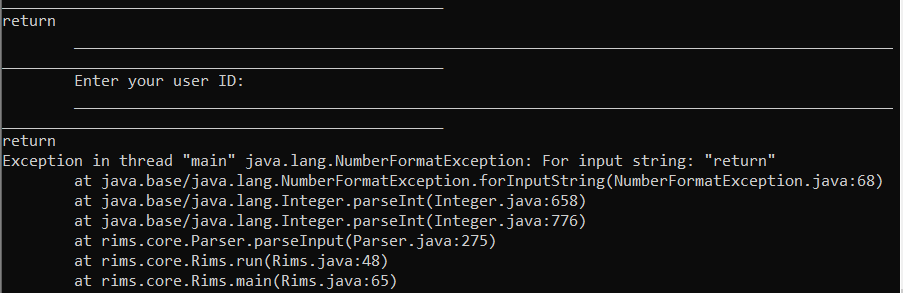 return
Enter your user ID:
return
Exception in thread "main" java.lang.NumberFormatException: For input string: "return"
at java.base/java.lang.NumberFormatException.forInputString(NumberFormatException.java:68)
at java.base/java.lang.Integer.parseInt(Integer.java:658)
at java.base/java.lang.Integer.parseInt(Integer.java:776)
at rims.core.Parser.parseInput(Parser.java:275)
at rims.core.Rims.run(Rims.java:48)
at rims.core.Rims.main(Rims.java:65)